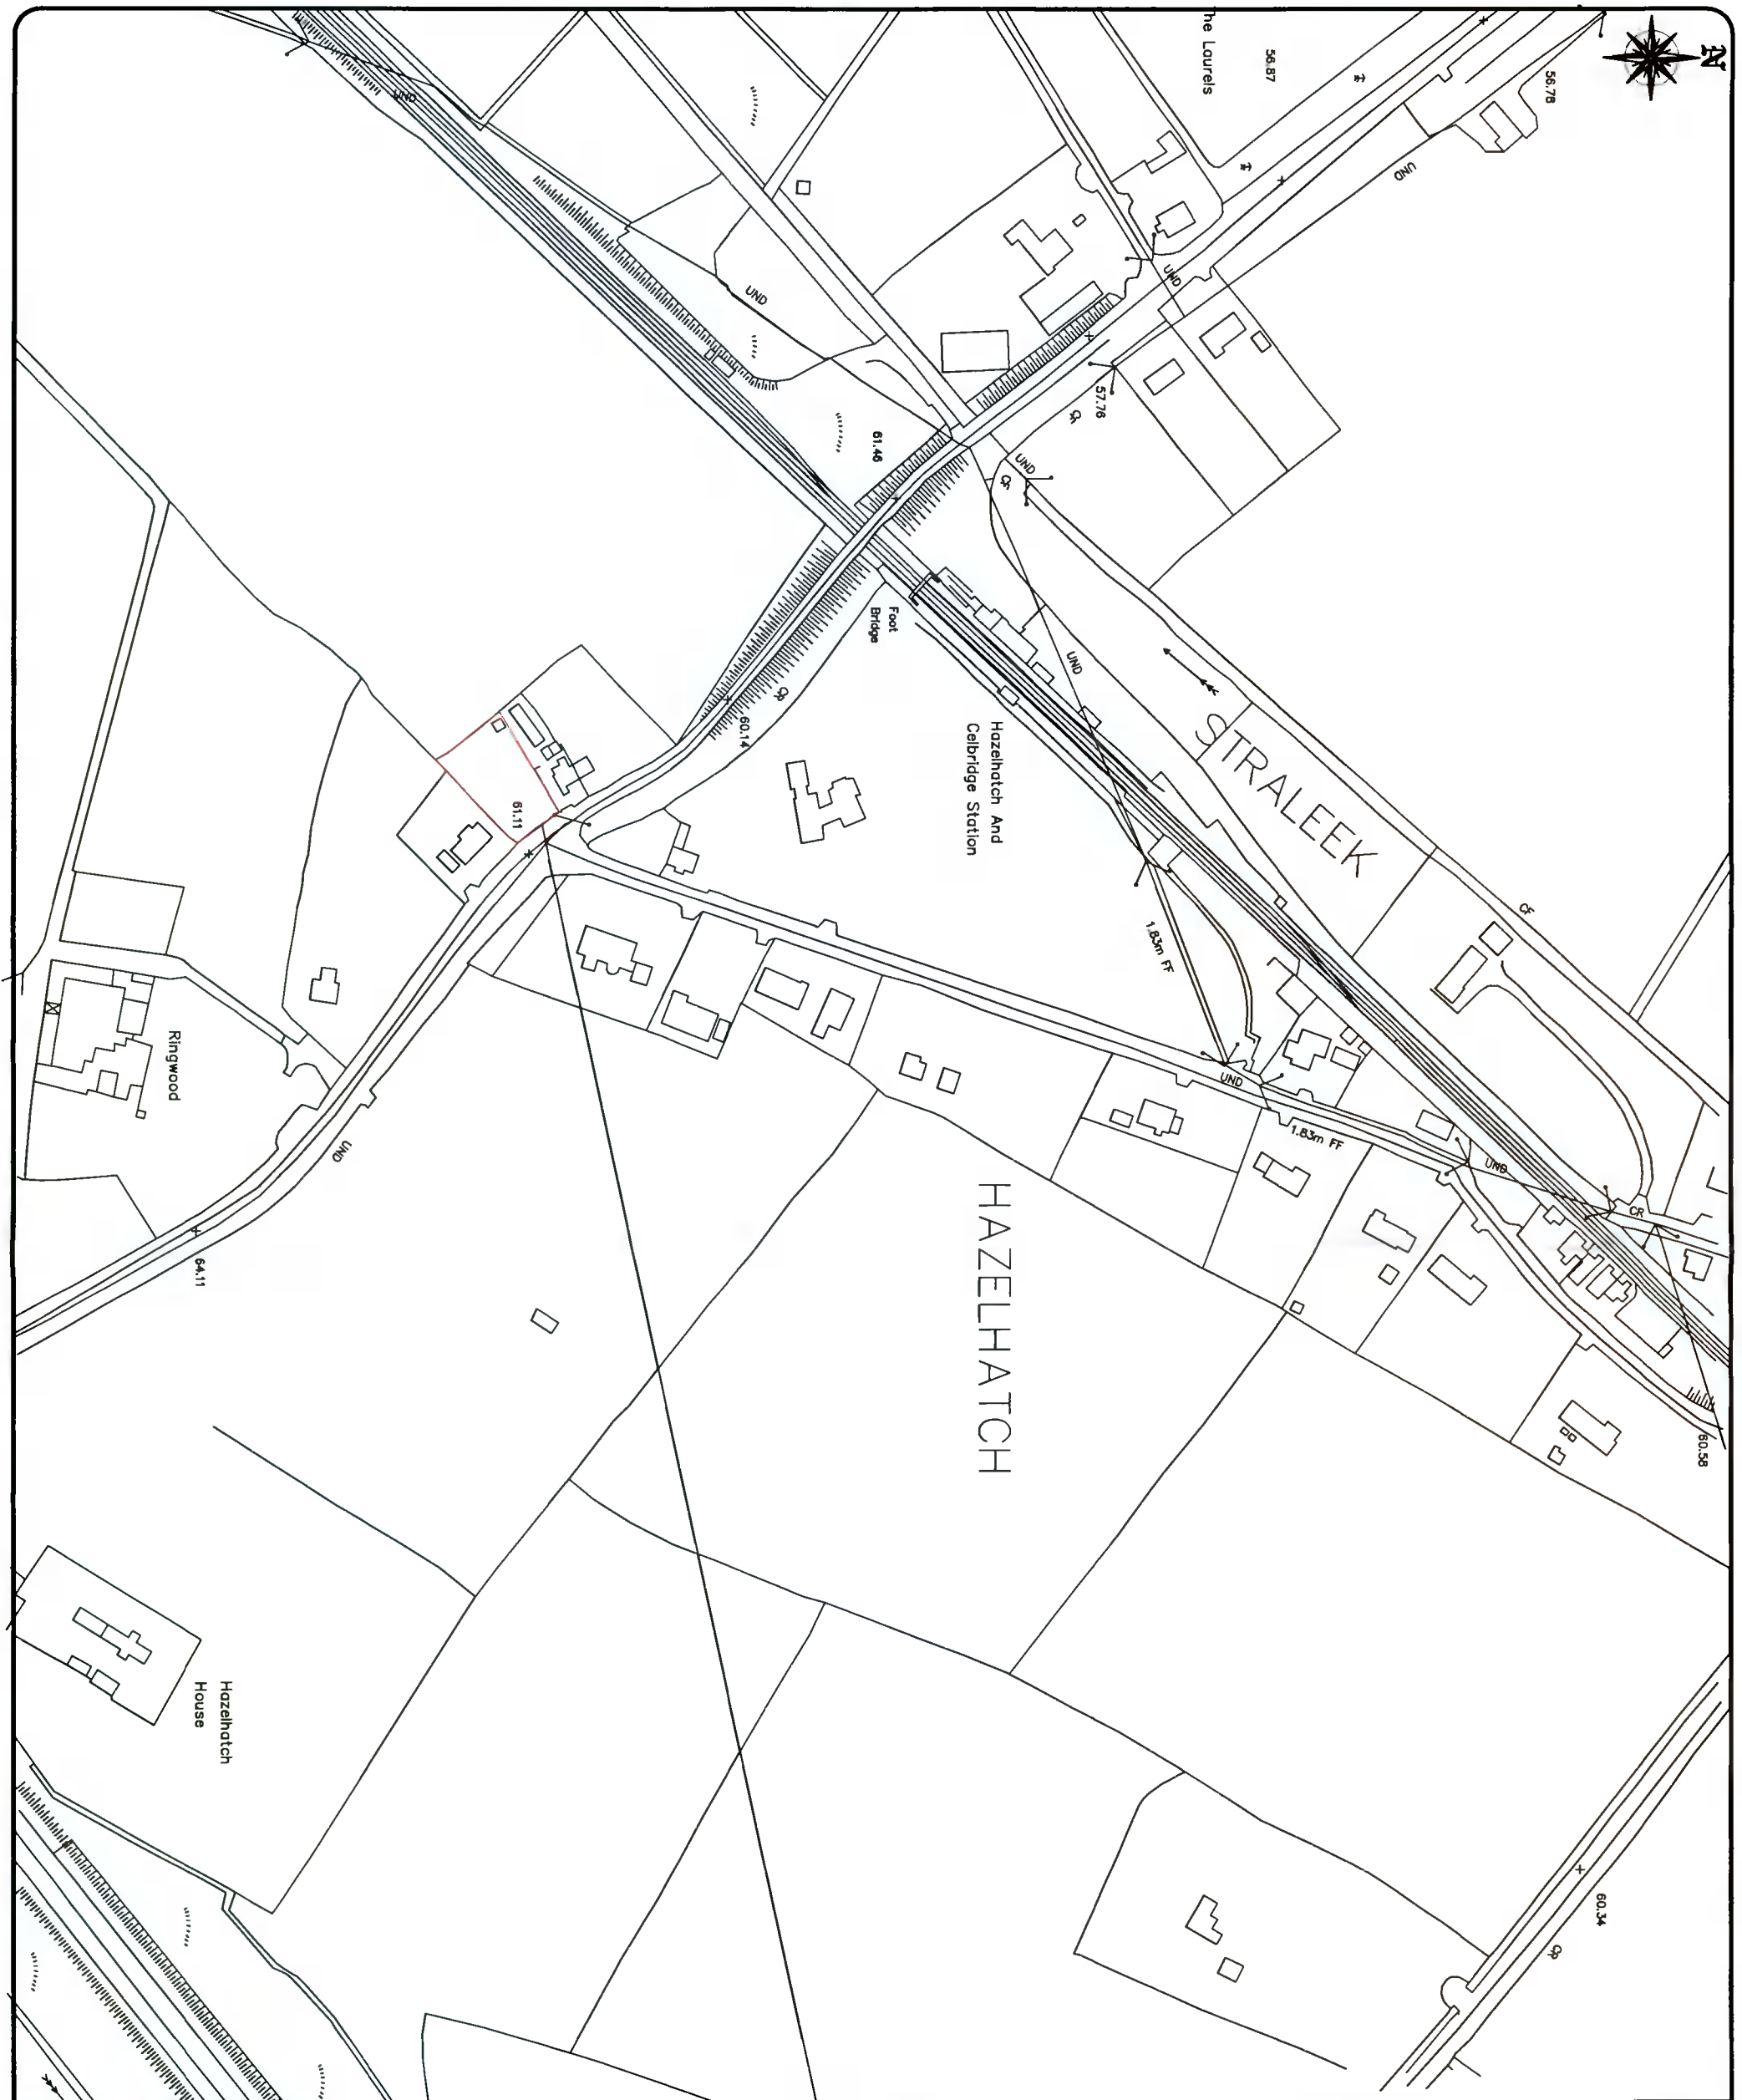 N
The Laurels
56.87
56.78
UND
UND
UND
UND
57.76
CR
61.46
UND
CR
Foot
Bridge
UND
STRALEEK
CR
60.14
Hazelhatch And
Celbridge Station
61.11
CF
1.83m FF
Ringwood
UND
1.83m FF
UND
UND
CR
HAZELHATCH
64.11
60.58
Hazelhatch
House
60.34
CR